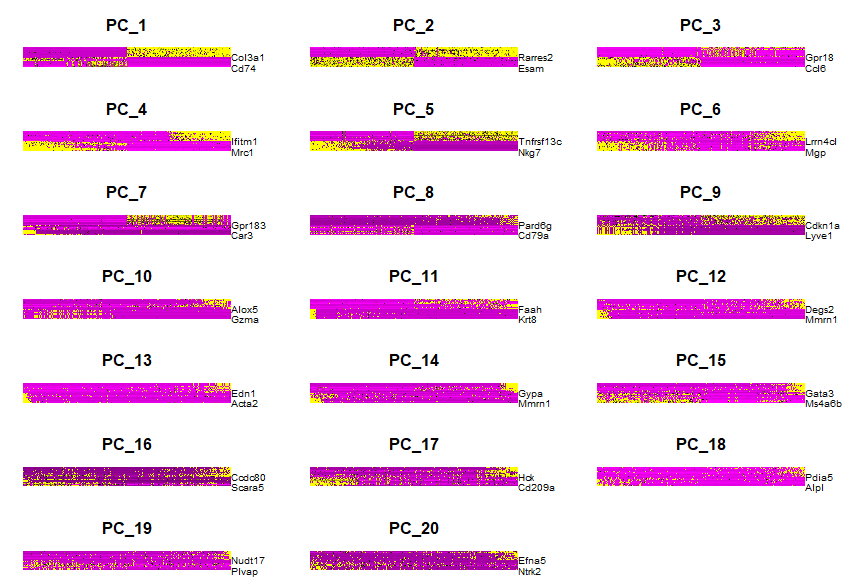 PC_1
PC_2
PC_3
Col3a1
Cd74
Rarres2
Esam
Gpr18
Ccl6
PC_4
PC_5
PC_6
Ifitm1
Mrc1
Tnfrsf13c
Nkg7
Lrrn4cl
Mgp
PC_7
PC_8
PC_9
Gpr183
Car3
Pard6g
Cd79a
Cdkn1a
Lyve1
PC_10
PC_11
PC_12
Alox5
Gzma
Faah
Krt8
Degs2
Mmrn1
PC_13
PC_14
PC_15
Edn1
Acta2
Gypa
Mmrn1
Gata3
Ms4a6b
PC_16
PC_17
PC_18
Ccdc80
Scara5
Hck
Cd209a
Pdia5
Alpl
PC_19
PC_20
Nudt17
Plvap
Efna5
Ntrk2